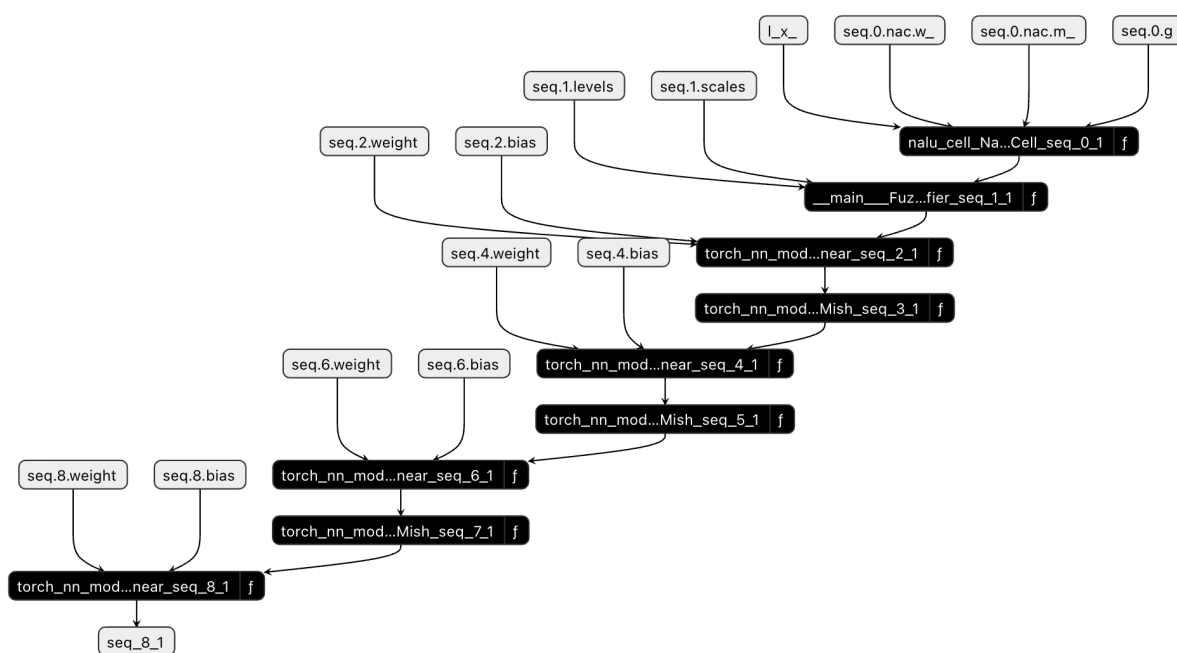 l_x_
seq.0.nac.w_
seq.0.nac.m_
seq.0.g
seq.1.levels
seq.1.scales
seq.2.weight
seq.2.bias
nalu_cell_Na...Cell_seq_0_1 ƒ
__main___Fuz...fier_seq_1_1 ƒ
seq.4.weight
seq.4.bias
torch_nn_mod...near_seq_2_1 ƒ
torch_nn_mod...Mish_seq_3_1 ƒ
seq.6.weight
seq.6.bias
torch_nn_mod...near_seq_4_1 ƒ
torch_nn_mod...Mish_seq_5_1 ƒ
seq.8.weight
seq.8.bias
torch_nn_mod...near_seq_6_1 ƒ
torch_nn_mod...Mish_seq_7_1 ƒ
torch_nn_mod...near_seq_8_1 ƒ
seq_8_1